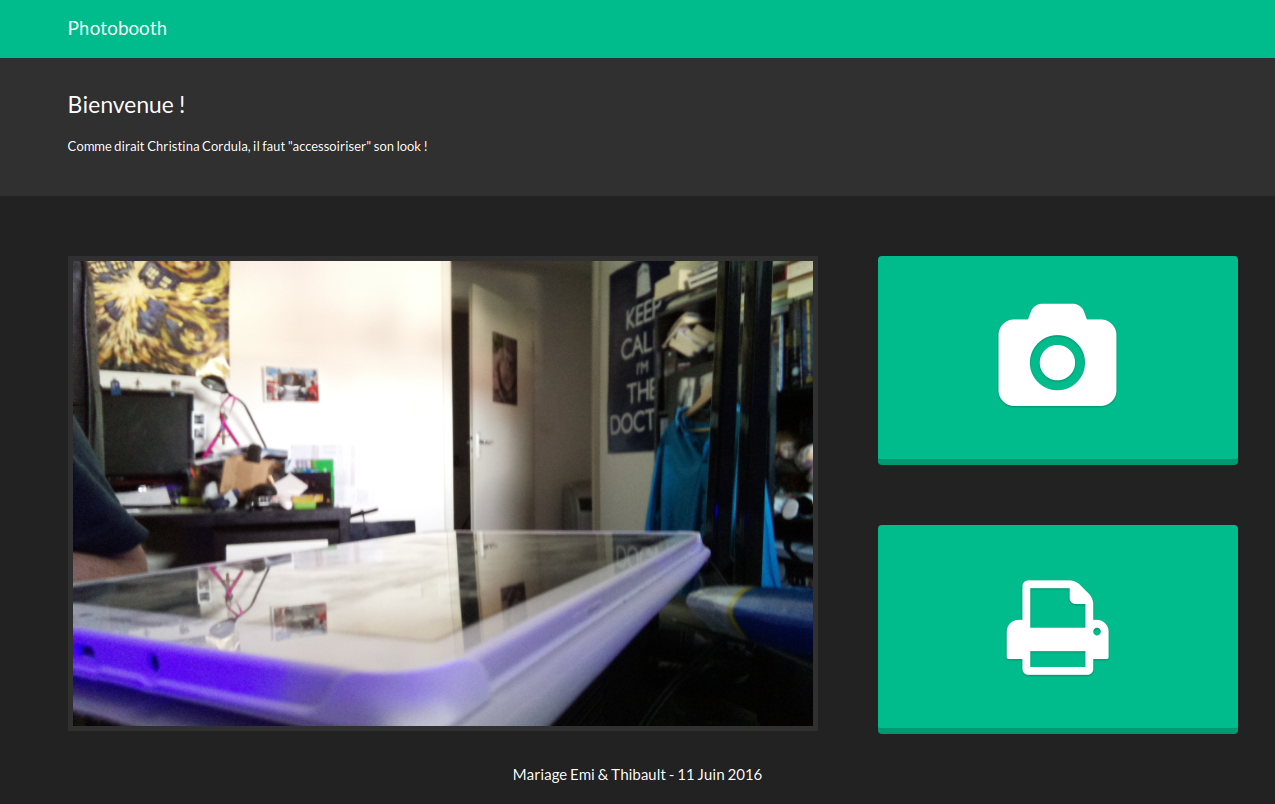 Photobooth
Bienvenue !
Comme dirait Christina Cordula, il faut "accessoiriser" son look !
KEEP
CAL
I'M
THE
DOCT
Mariage Emi & Thibault - 11 Juin 2016